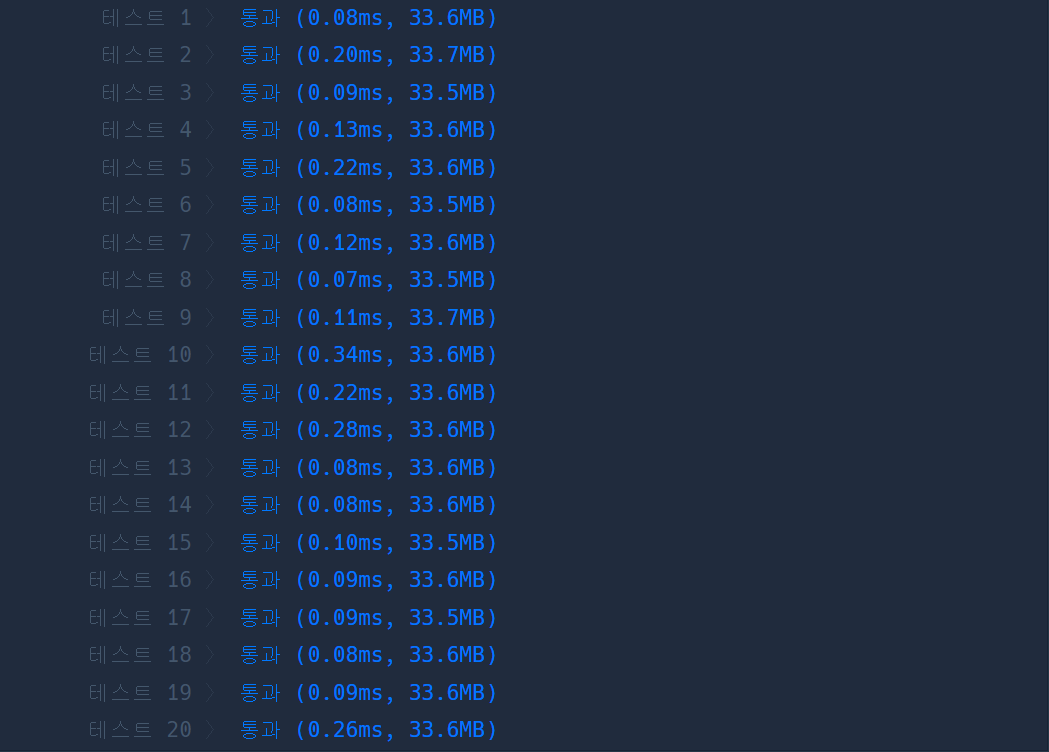 테스트 1 〉 통과 (0.08ms, 33.6MB)
테스트 2 〉 통과 (0.20ms, 33.7MB)
테스트 3 〉 통과 (0.09ms, 33.5MB)
테스트 4 〉 통과 (0.13ms, 33.6MB)
테스트 5 〉 통과 (0.22ms, 33.6MB)
테스트 6 〉 통과 (0.08ms, 33.5MB)
테스트 7 〉 통과 (0.12ms, 33.6MB)
테스트 8 〉 통과 (0.07ms, 33.5MB)
테스트 9 〉 통과 (0.11ms, 33.7MB)
테스트 10 〉 통과 (0.34ms, 33.6MB)
테스트 11 〉 통과 (0.22ms, 33.6MB)
테스트 12 〉 통과 (0.28ms, 33.6MB)
테스트 13 〉 통과 (0.08ms, 33.6MB)
테스트 14 〉 통과 (0.08ms, 33.6MB)
테스트 15 〉 통과 (0.10ms, 33.5MB)
테스트 16 〉 통과 (0.09ms, 33.6MB)
테스트 17 〉 통과 (0.09ms, 33.5MB)
테스트 18 〉 통과 (0.08ms, 33.6MB)
테스트 19 〉 통과 (0.09ms, 33.6MB)
테스트 20 〉 통과 (0.26ms, 33.6MB)